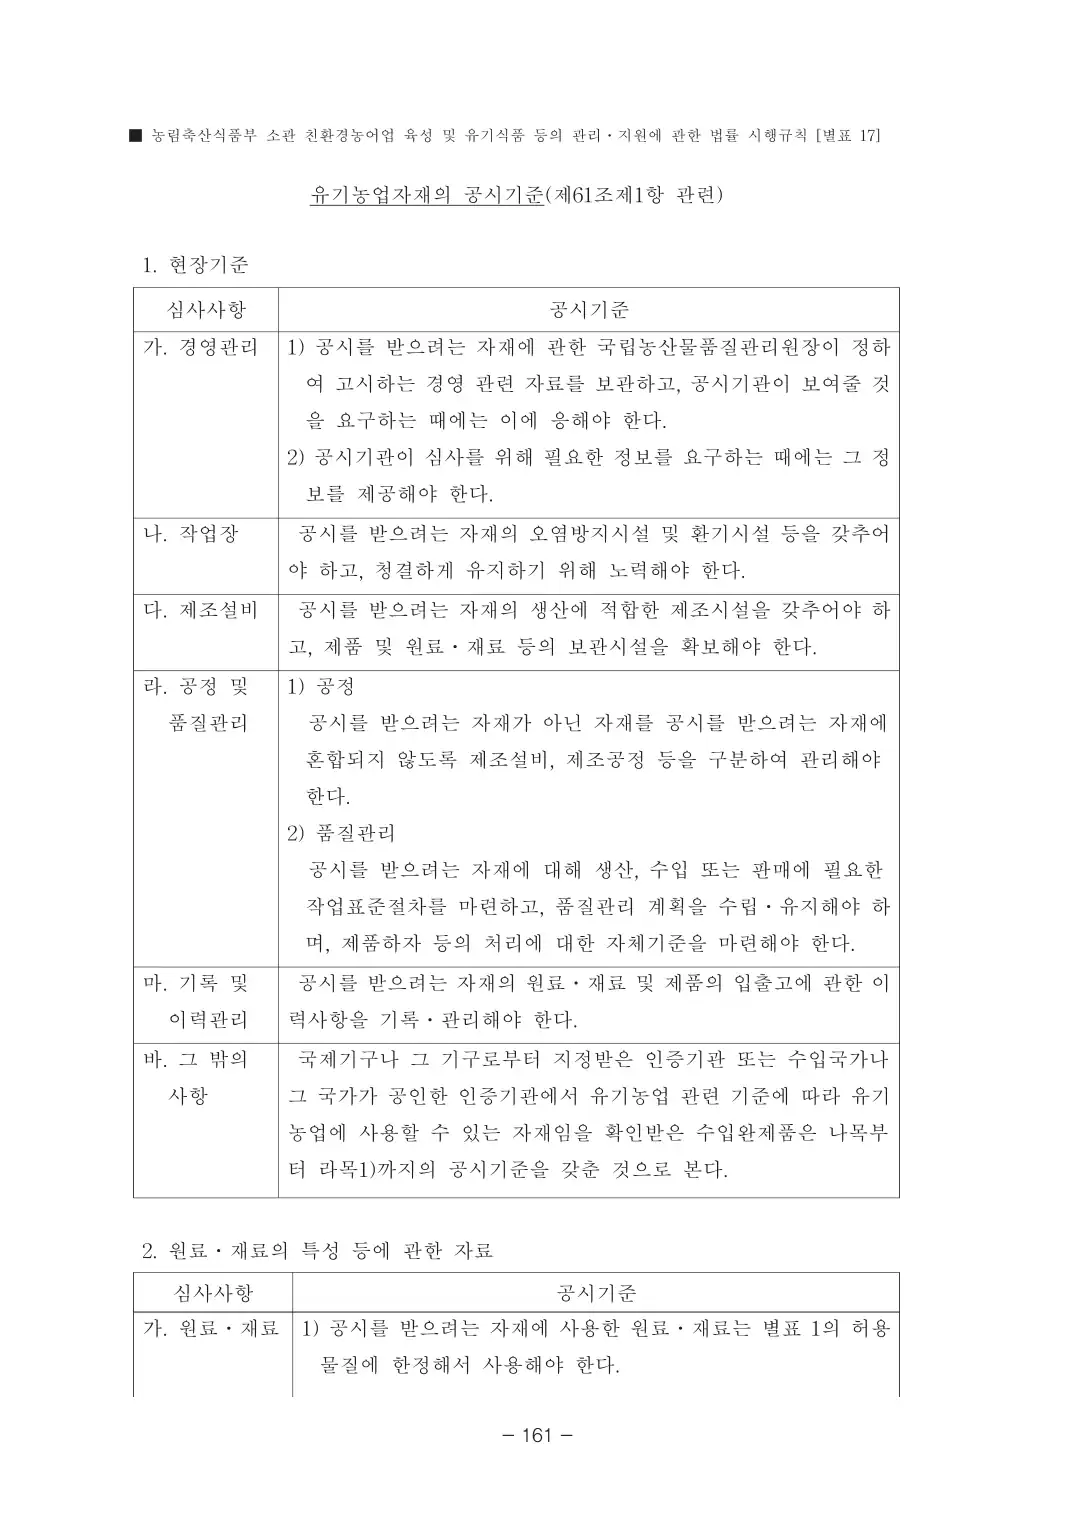 ■ 농림축산식품부 소관 친환경농어업 육성 및 유기식품 등의 관리·지원에 관한 법률 시행규칙 [별표 17]
유기농업자재의 공시기준(제61조제1항 관련)
1. 현장기준
심사사항 공시기준
가. 경영관리 1) 공시를 받으려는 자재에 관한 국립농산물품질관리원장이 정하
여 고시하는 경영 관련 자료를 보관하고, 공시기관이 보여줄 것
을 요구하는 때에는 이에 응해야 한다.
2) 공시기관이 심사를 위해 필요한 정보를 요구하는 때에는 그 정
보를 제공해야 한다.
나. 작업장 공시를 받으려는 자재의 오염방지시설 및 환기시설 등을 갖추어
야 하고, 청결하게 유지하기 위해 노력해야 한다.
다. 제조설비 공시를 받으려는 자재의 생산에 적합한 제조시설을 갖추어야 하
고, 제품 및 원료·재료 등의 보관시설을 확보해야 한다.
라. 공정 및 1) 공정
품질관리 공시를 받으려는 자재가 아닌 자재를 공시를 받으려는 자재에
혼합되지 않도록 제조설비, 제조공정 등을 구분하여 관리해야
한다.
2) 품질관리
공시를 받으려는 자재에 대해 생산, 수입 또는 판매에 필요한
작업표준절차를 마련하고, 품질관리 계획을 수립·유지해야 하
며, 제품하자 등의 처리에 대한 자체기준을 마련해야 한다.
마. 기록 및 공시를 받으려는 자재의 원료·재료 및 제품의 입출고에 관한 이
이력관리 력사항을 기록·관리해야 한다.
바. 그 밖의 국제기구나 그 기구로부터 지정받은 인증기관 또는 수입국가나
사항 그 국가가 공인한 인증기관에서 유기농업 관련 기준에 따라 유기
농업에 사용할 수 있는 자재임을 확인받은 수입완제품은 나목부
터 라목1)까지의 공시기준을 갖춘 것으로 본다.
2. 원료·재료의 특성 등에 관한 자료
심사사항 공시기준
가. 원료·재료 1) 공시를 받으려는 자재에 사용한 원료·재료는 별표 1의 허용
물질에 한정해서 사용해야 한다.
- 161 -